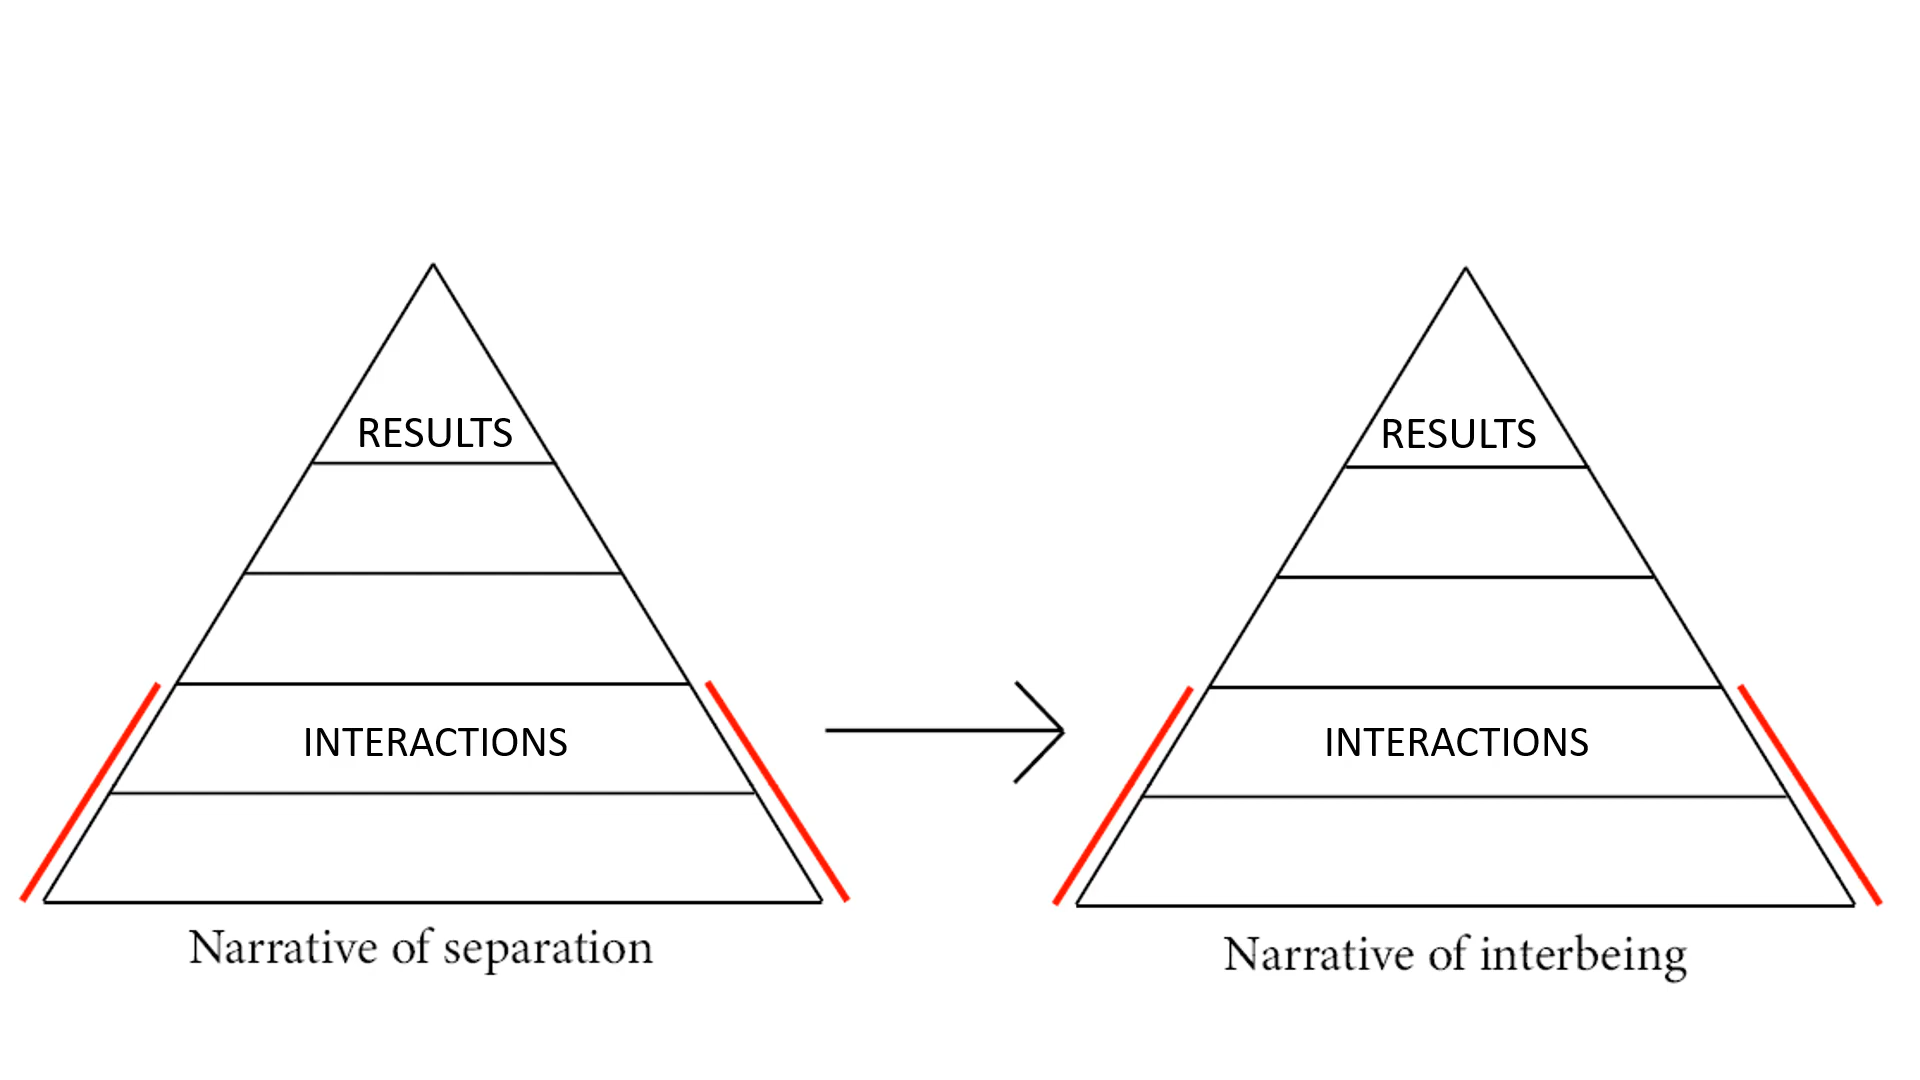 RESULTS
INTERACTIONS
Narrative of separation
RESULTS
INTERACTIONS
Narrative of interbeing